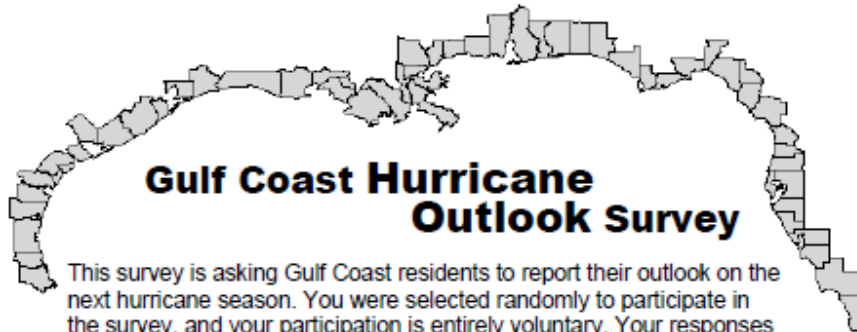 Gulf Coast Hurricane
Outlook Survey
This survey is asking Gulf Coast residents to report their outlook on the
next hurricane season. You were selected randomly to participate in
the survey, and your participation is entirely voluntary. Your responses